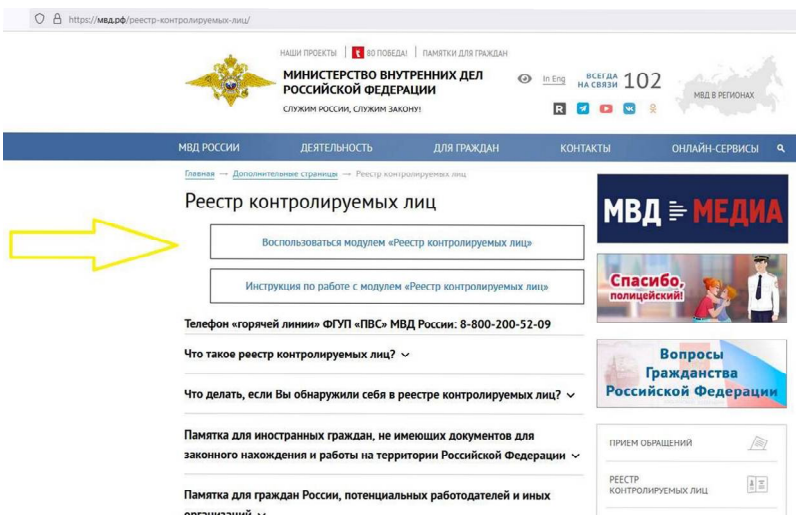 https://мвд.рф/реестр-контролируемых-лиц/
НАШИ ПРОЕКТЫ
80 ПОБЕДА!
ПАМЯТКИ ДЛЯ ГРАЖДАН
МИНИСТЕРСТВО ВНУТРЕННИХ ДЕЛ
РОССИЙСКОЙ ФЕДЕРАЦИИ
СЛУЖИМ РОССИИ, СЛУЖИМ ЗАКОНУ!
In Eng
ВСЕГДА
НА СВЯЗИ 102
МВД В РЕГИОНАХ
МВД РОССИИ ДЕЯТЕЛЬНОСТЬ ДЛЯ ГРАЖДАН КОНТАКТЫ ОНЛАЙН-СЕРВИСЫ
Главная → Дополнительные страницы → Реестр контролируемых лиц
Реестр контролируемых лиц
Воспользоваться модулем «Реестр контролируемых лиц»
Инструкция по работе с модулем «Реестр контролируемых лиц»
Телефон «горячей линии» ФГУП «ПВС» МВД России: 8-800-200-52-09
Что такое реестр контролируемых лиц?
Что делать, если Вы обнаружили себя в реестре контролируемых лиц?
Памятка для иностранных граждан, не имеющих документов для
законного нахождения и работы на территории Российской Федерации
Памятка для граждан России, потенциальных работодателей и иных
организаций
МВД МЕДИА
Спасибо,
полицейский!
Вопросы
Гражданства
Российской Федерации
ПРИЕМ ОБРАЩЕНИЙ
РЕЕСТР
КОНТРОЛИРУЕМЫХ ЛИЦ